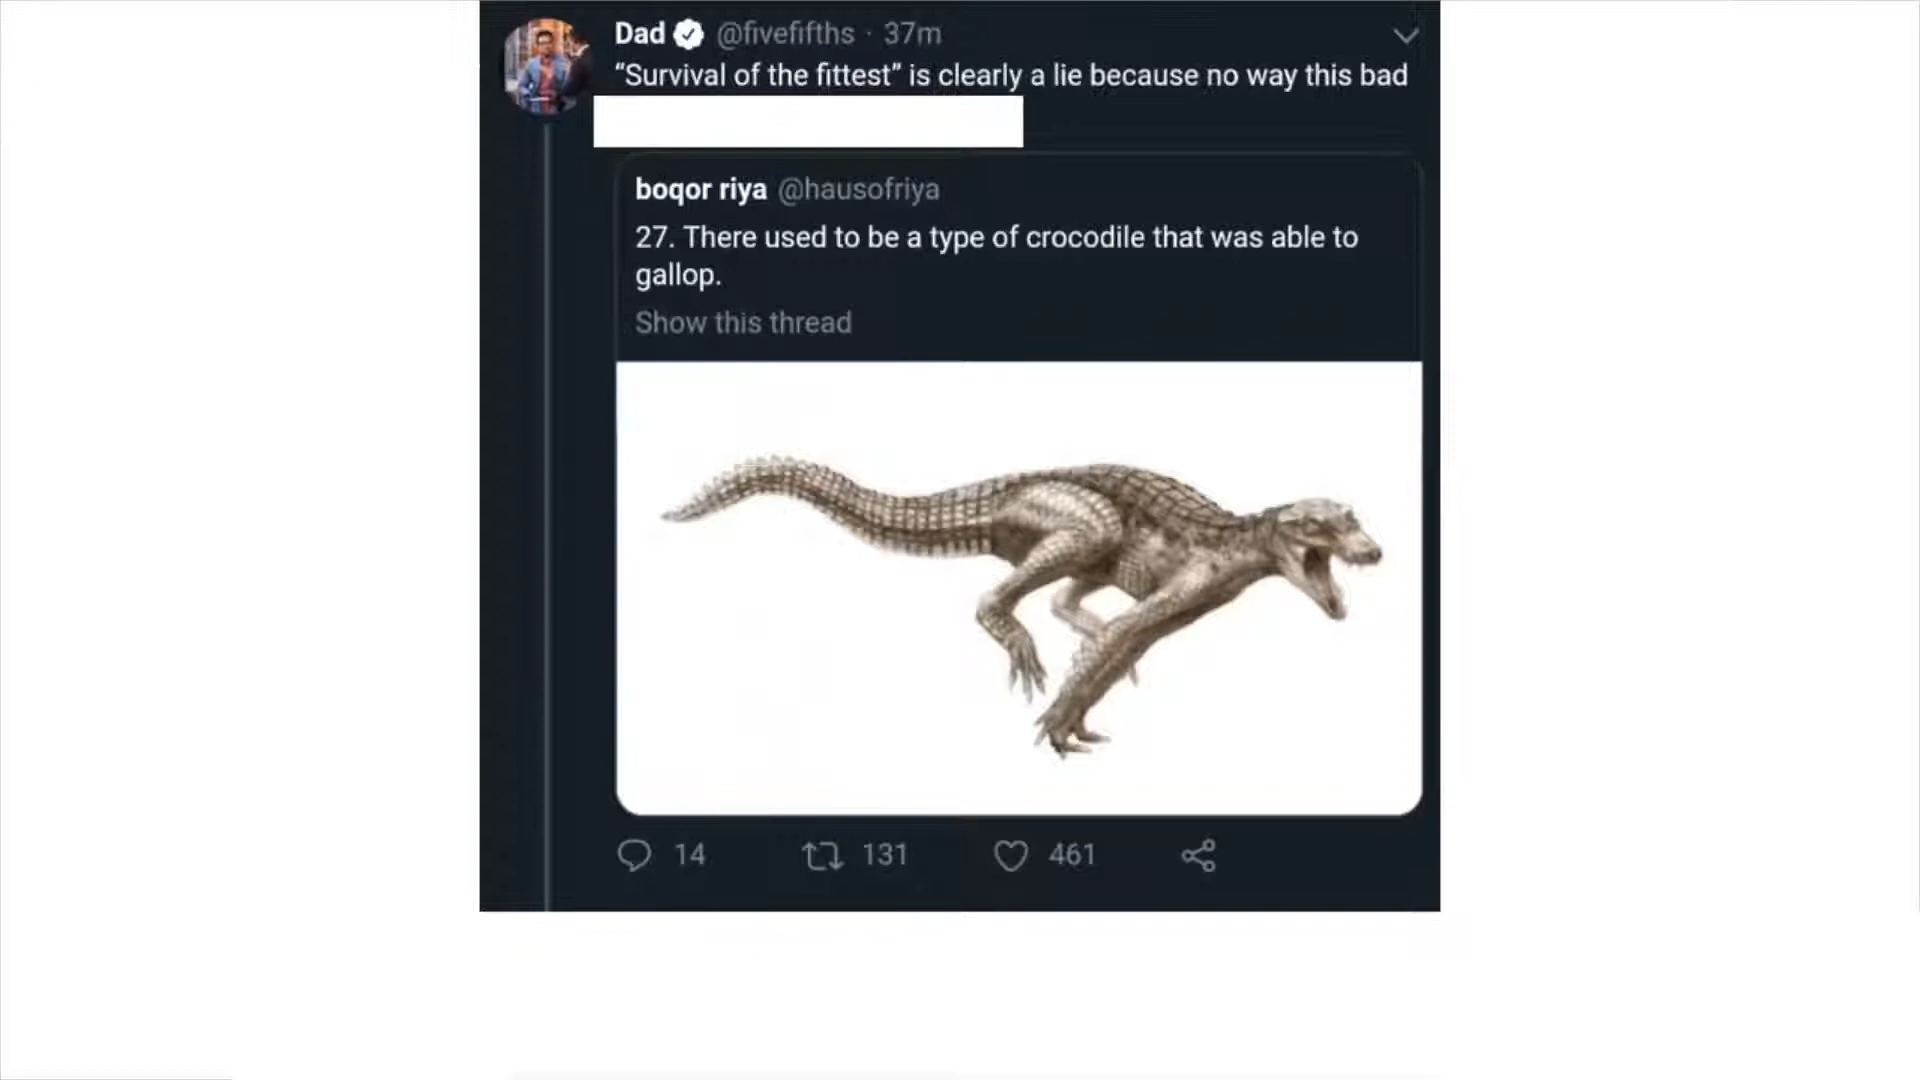 Dad @fivefifths · 37m
“Survival of the fittest” is clearly a lie because no way this bad
boqor riya @hausofriya
27. There used to be a type of crocodile that was able to
gallop.
Show this thread
14 131 461